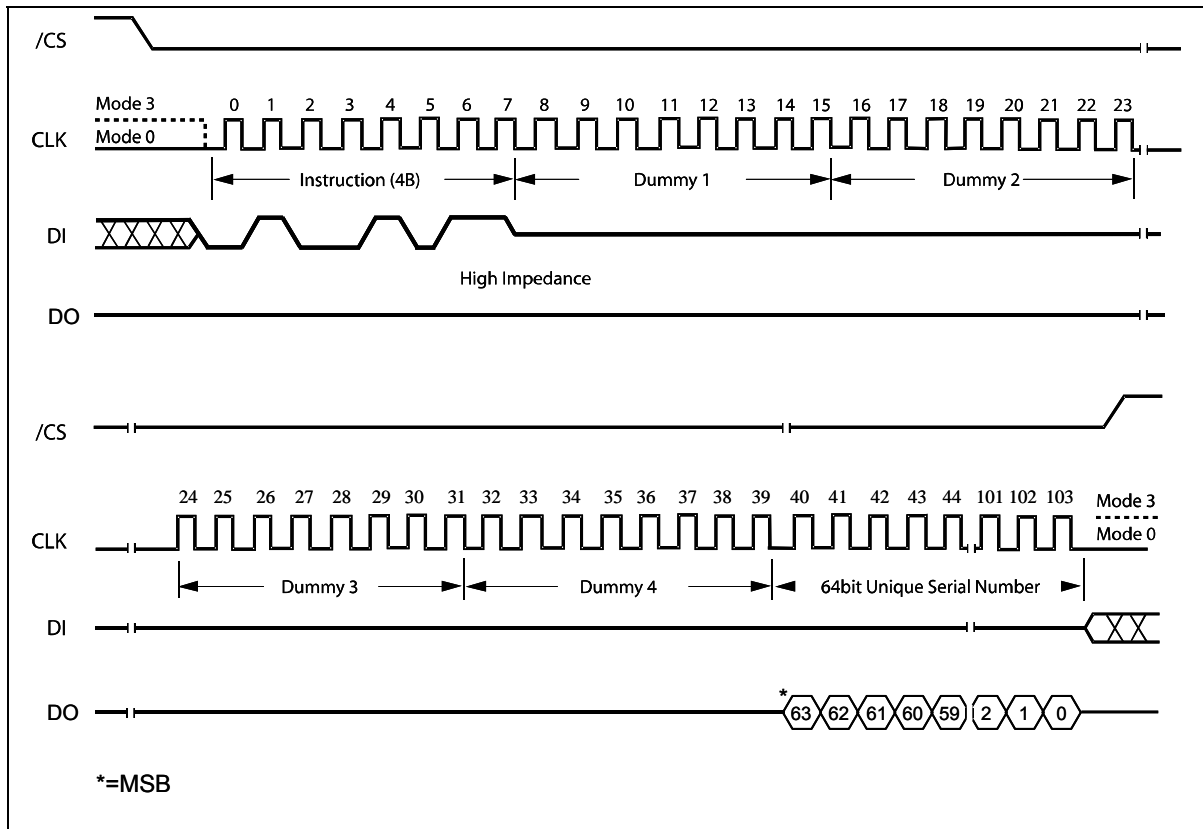 /CS
Mode 3
0 1 2 3 4 5 6 7 8 9 10 11 12 13 14 15 16 17 18 19 20 21 22 23
CLK
Mode 0
Instruction (4B) Dummy 1 Dummy 2
DI
High Impedance
DO
/CS
24 25 26 27 28 29 30 31 32 33 34 35 36 37 38 39 40 41 42 43 44 101 102 103
Mode 3
CLK
Mode 0
Dummy 3 Dummy 4 64bit Unique Serial Number
DI
*
DO 63 62 61 60 59 2 1 0
*=MSB